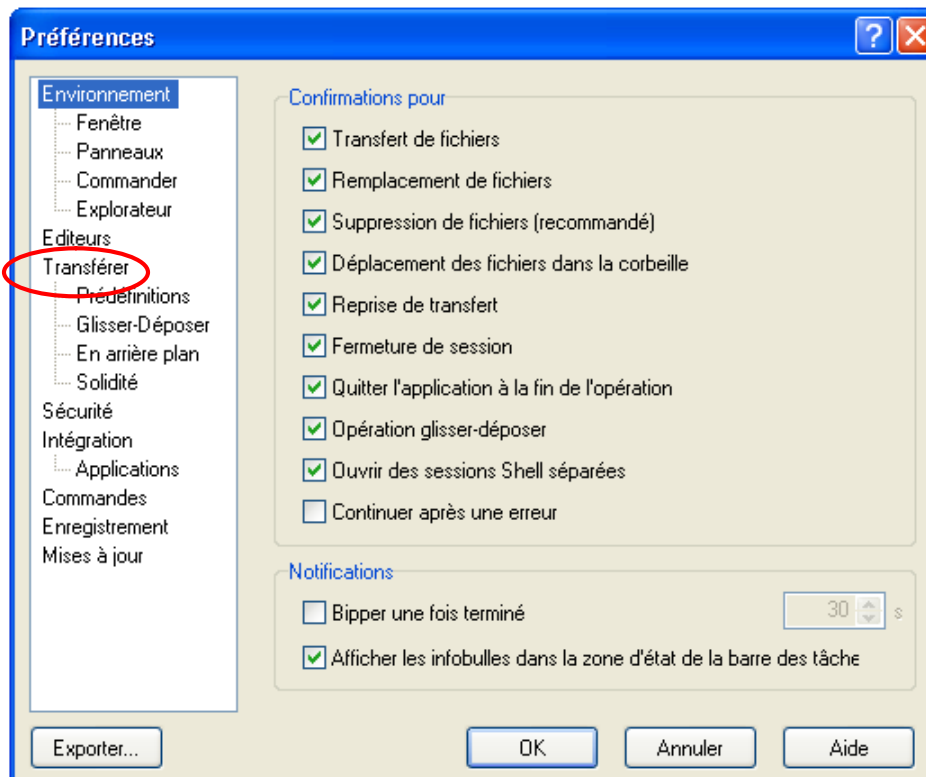 Préférences
Environnement
Fenêtre
Panneaux
Commander
Explorateur
Editeurs
Transférer
Prédéfinitions
Glisser-Déposer
En arrière plan
Solidité
Sécurité
Intégration
Applications
Commandes
Enregistrement
Mises à jour
Confirmations pour
Transfert de fichiers
Remplacement de fichiers
Suppression de fichiers (recommandé)
Déplacement des fichiers dans la corbeille
Reprise de transfert
Fermeture de session
Quitter l'application à la fin de l'opération
Opération glisser-déposer
Ouvrir des sessions Shell séparées
Continuer après une erreur
Notifications
Bipper une fois terminé 30 s
Afficher les infobulles dans la zone d'état de la barre des tâche
Exporter... OK Annuler Aide